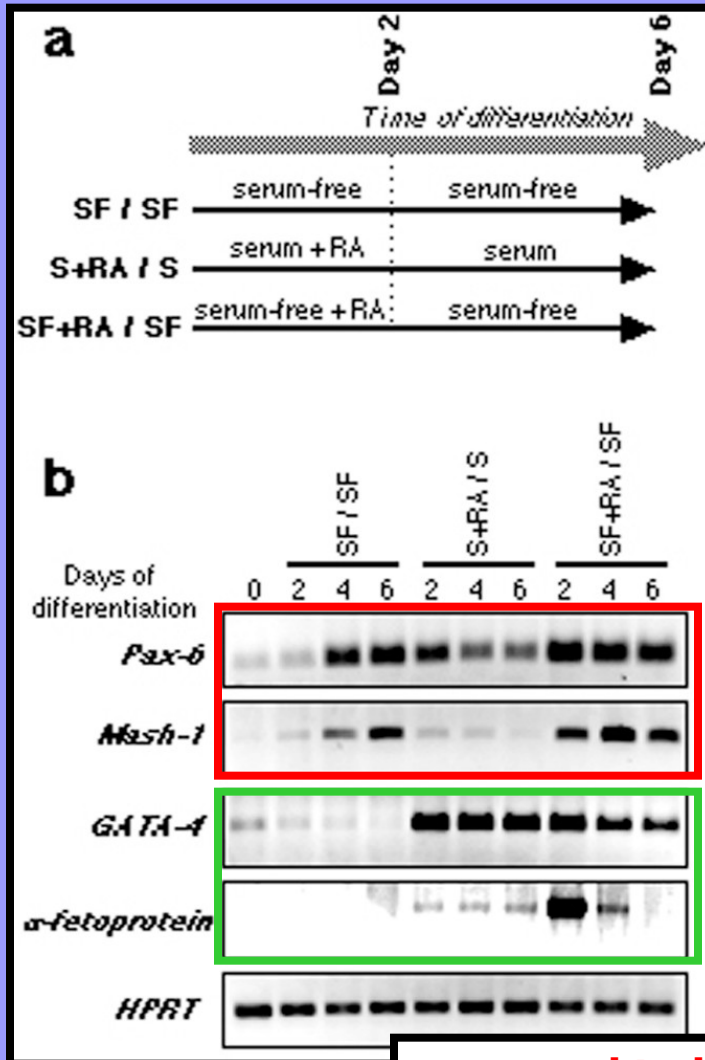 a
Day 2
Day 6
Time of differentiation
serum-free serum-free
SF / SF
serum +RA serum
S+RA / S
serum-free +RA serum-free
SF+RA / SF
b
SF / SF
S+RA / S
SF+RA / SF
Days of
differentiation
0 2 4 6 2 4 6 2 4 6
Pax-6
Mash-1
GATA-4
α-fetoprotein
HPRT